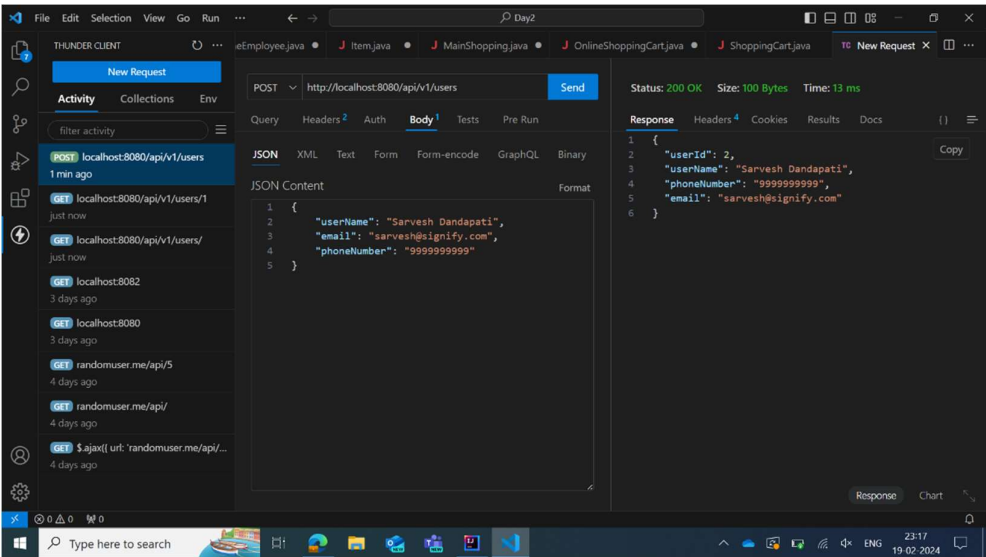 File Edit Selection View Go Run ··· Day2
THUNDER CLIENT
New Request
Activity Collections Env
filter activity
POST localhost:8080/api/v1/users
1 min ago
GET localhost:8080/api/v1/users/1
just now
GET localhost:8080/api/v1/users/
just now
GET localhost:8082
3 days ago
GET localhost:8080
3 days ago
GET randomuser.me/api/5
4 days ago
GET randomuser.me/api/
4 days ago
GET $.ajax({ url: 'randomuser.me/api/...
4 days ago
eEmployee.java J Item.java J MainShopping.java J OnlineShoppingCart.java J ShoppingCart.java TC New Request
POST http://localhost:8080/api/v1/users Send
Query Headers 2 Auth Body 1 Tests Pre Run
JSON XML Text Form Form-encode GraphQL Binary
JSON Content Format
1 {
2 "userName": "Sarvesh Dandapati",
3 "email": "sarvesh@signify.com",
4 "phoneNumber": "9999999999"
5 }
Status: 200 OK Size: 100 Bytes Time: 13 ms
Response Headers 4 Cookies Results Docs { }
Copy
1 {
2 "userId": 2,
3 "userName": "Sarvesh Dandapati",
4 "phoneNumber": "9999999999",
5 "email": "sarvesh@signify.com"
6 }
Response Chart
0 0 0
Type here to search
ENG 23:17
19-02-2024